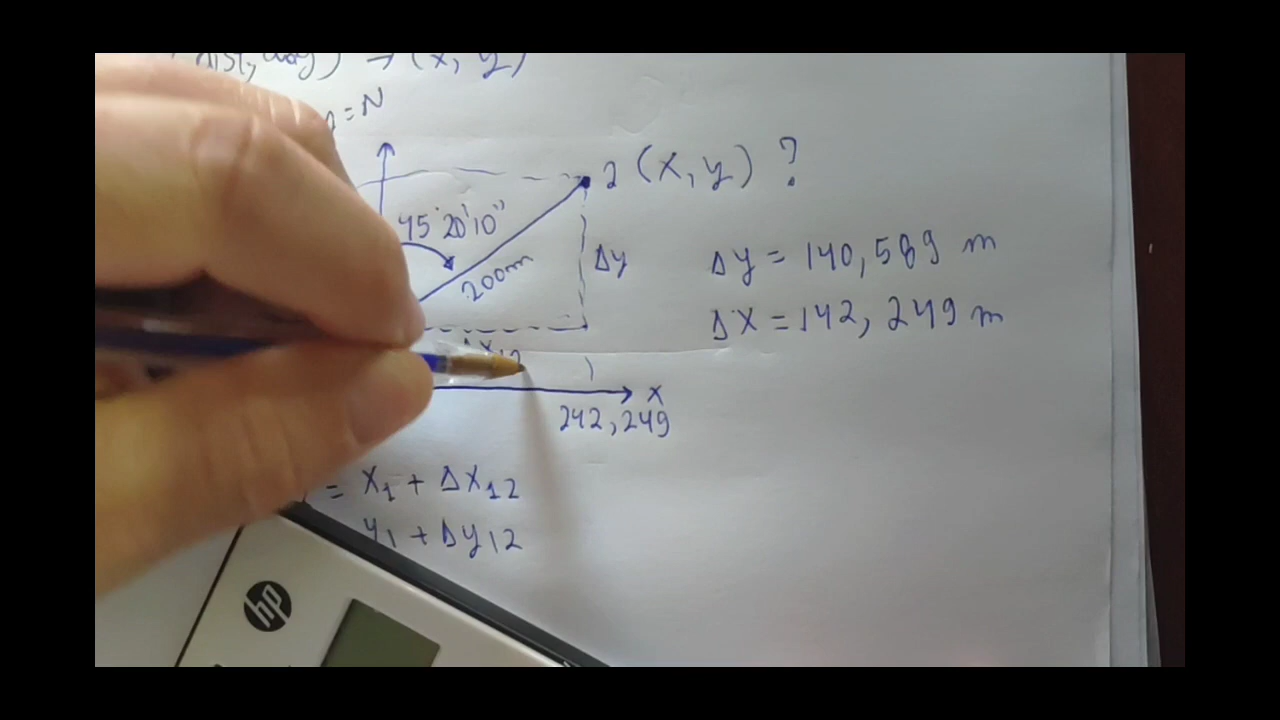 → (x, y)
= N
2 (x, y) ?
45°20'10"
200m
Δy
Δy = 140,589 m
Δx = 142,249 m
x
242,249
= x1 + Δx12
y1 + Δy12
hp